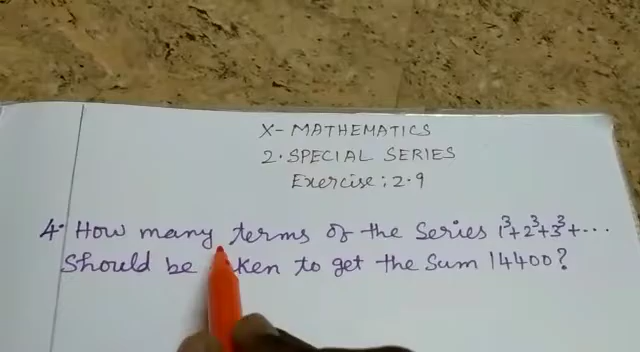 X- MATHEMATICS
2. SPECIAL SERIES
Exercise: 2.9
4. How many terms of the Series 1³+2³+3³+...
Should be ken to get the Sum 14400?